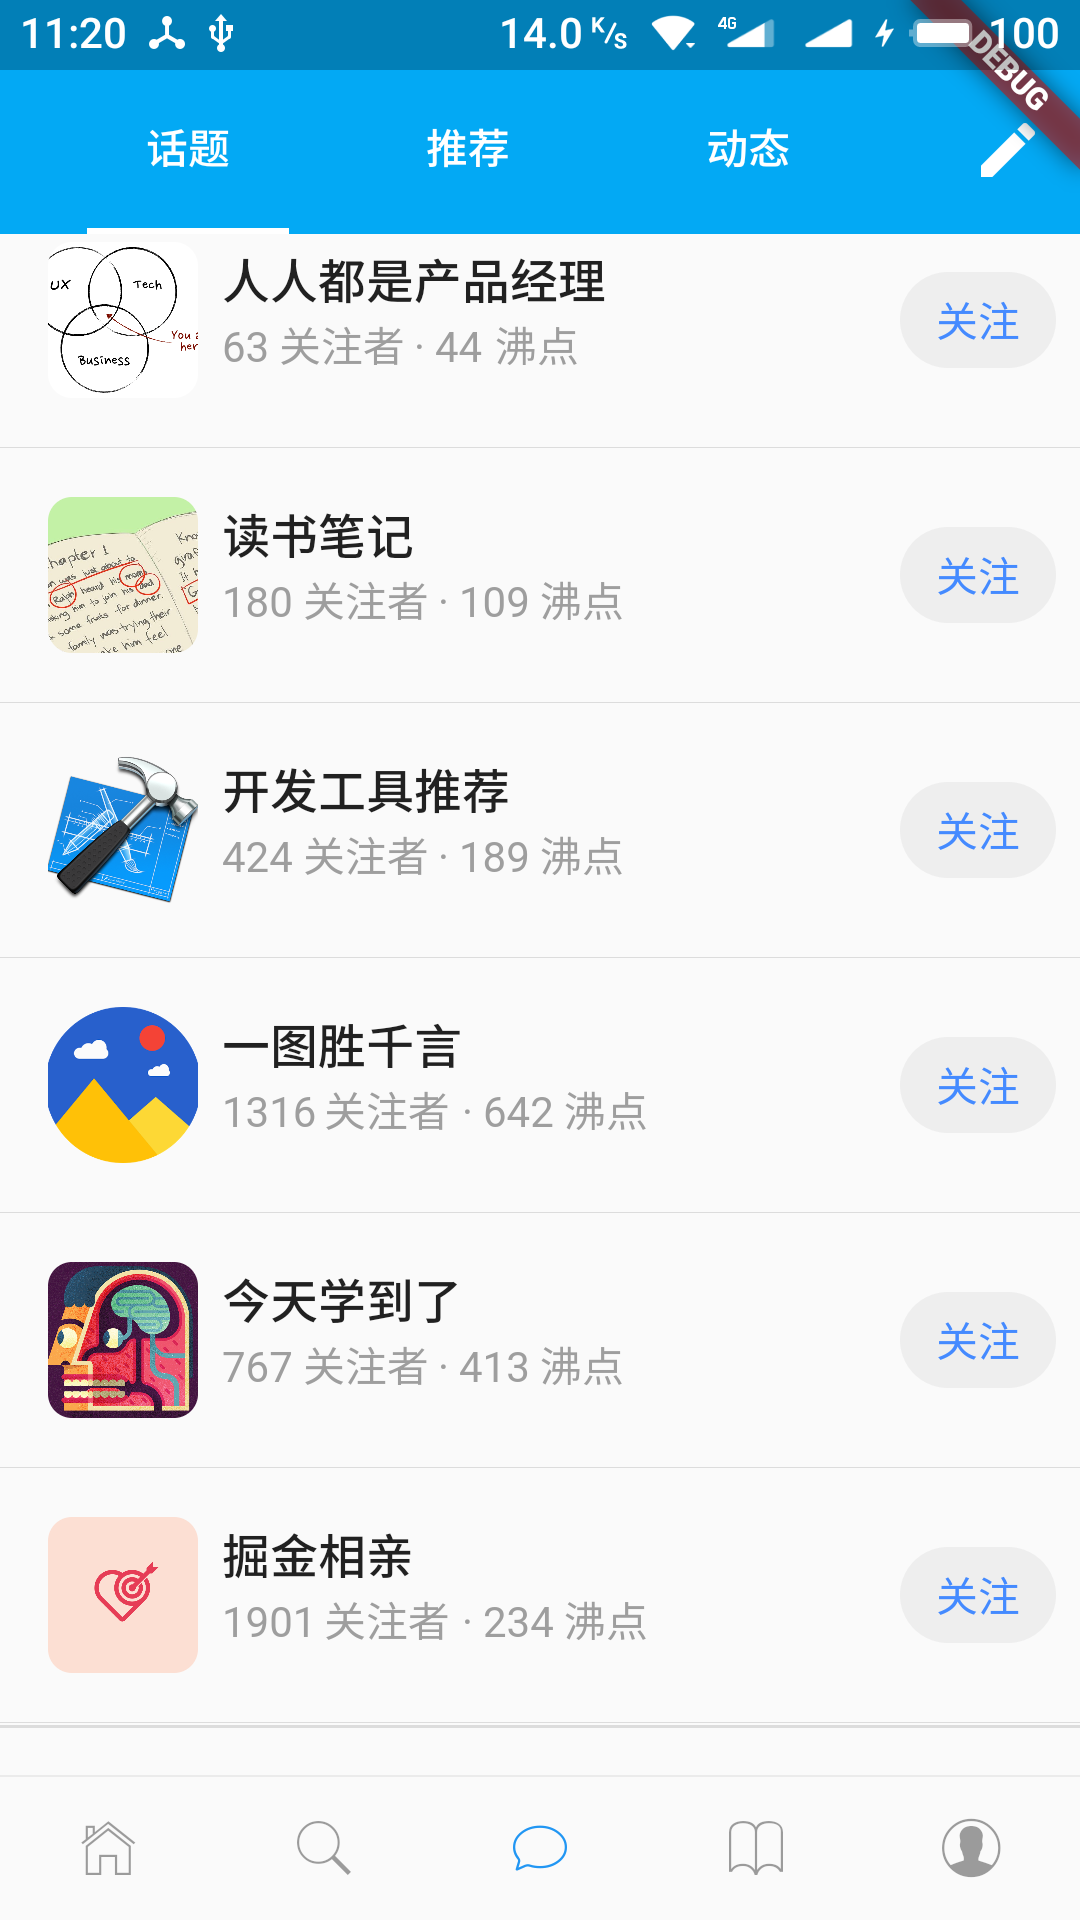 11:20 14.0 K/s 4G 100
DEBUG
话题 推荐 动态
UX
Tech
You a
her
Business
人人都是产品经理
63 关注者 · 44 沸点
关注
读书笔记
180 关注者 · 109 沸点
关注
开发工具推荐
424 关注者 · 189 沸点
关注
一图胜千言
1316 关注者 · 642 沸点
关注
今天学到了
767 关注者 · 413 沸点
关注
掘金相亲
1901 关注者 · 234 沸点
关注